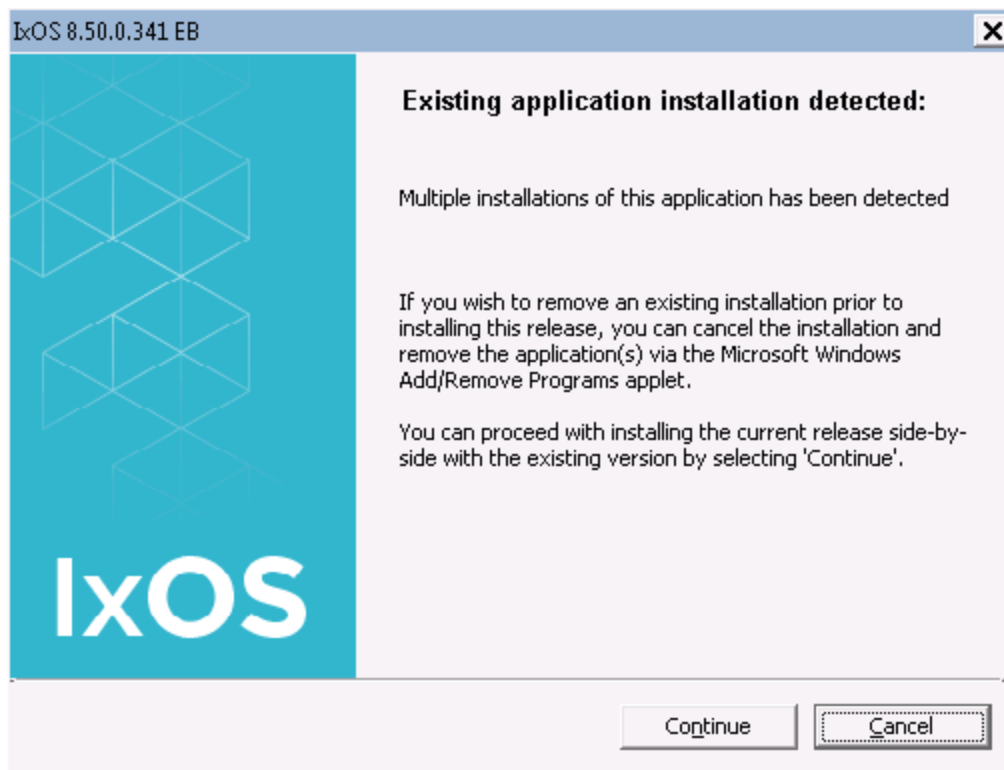 IxOS 8.50.0.341 EB
Existing application installation detected:
Multiple installations of this application has been detected
If you wish to remove an existing installation prior to
installing this release, you can cancel the installation and
remove the application(s) via the Microsoft Windows
Add/Remove Programs applet.
You can proceed with installing the current release side-by-
side with the existing version by selecting 'Continue'.
IxOS
Continue
Cancel